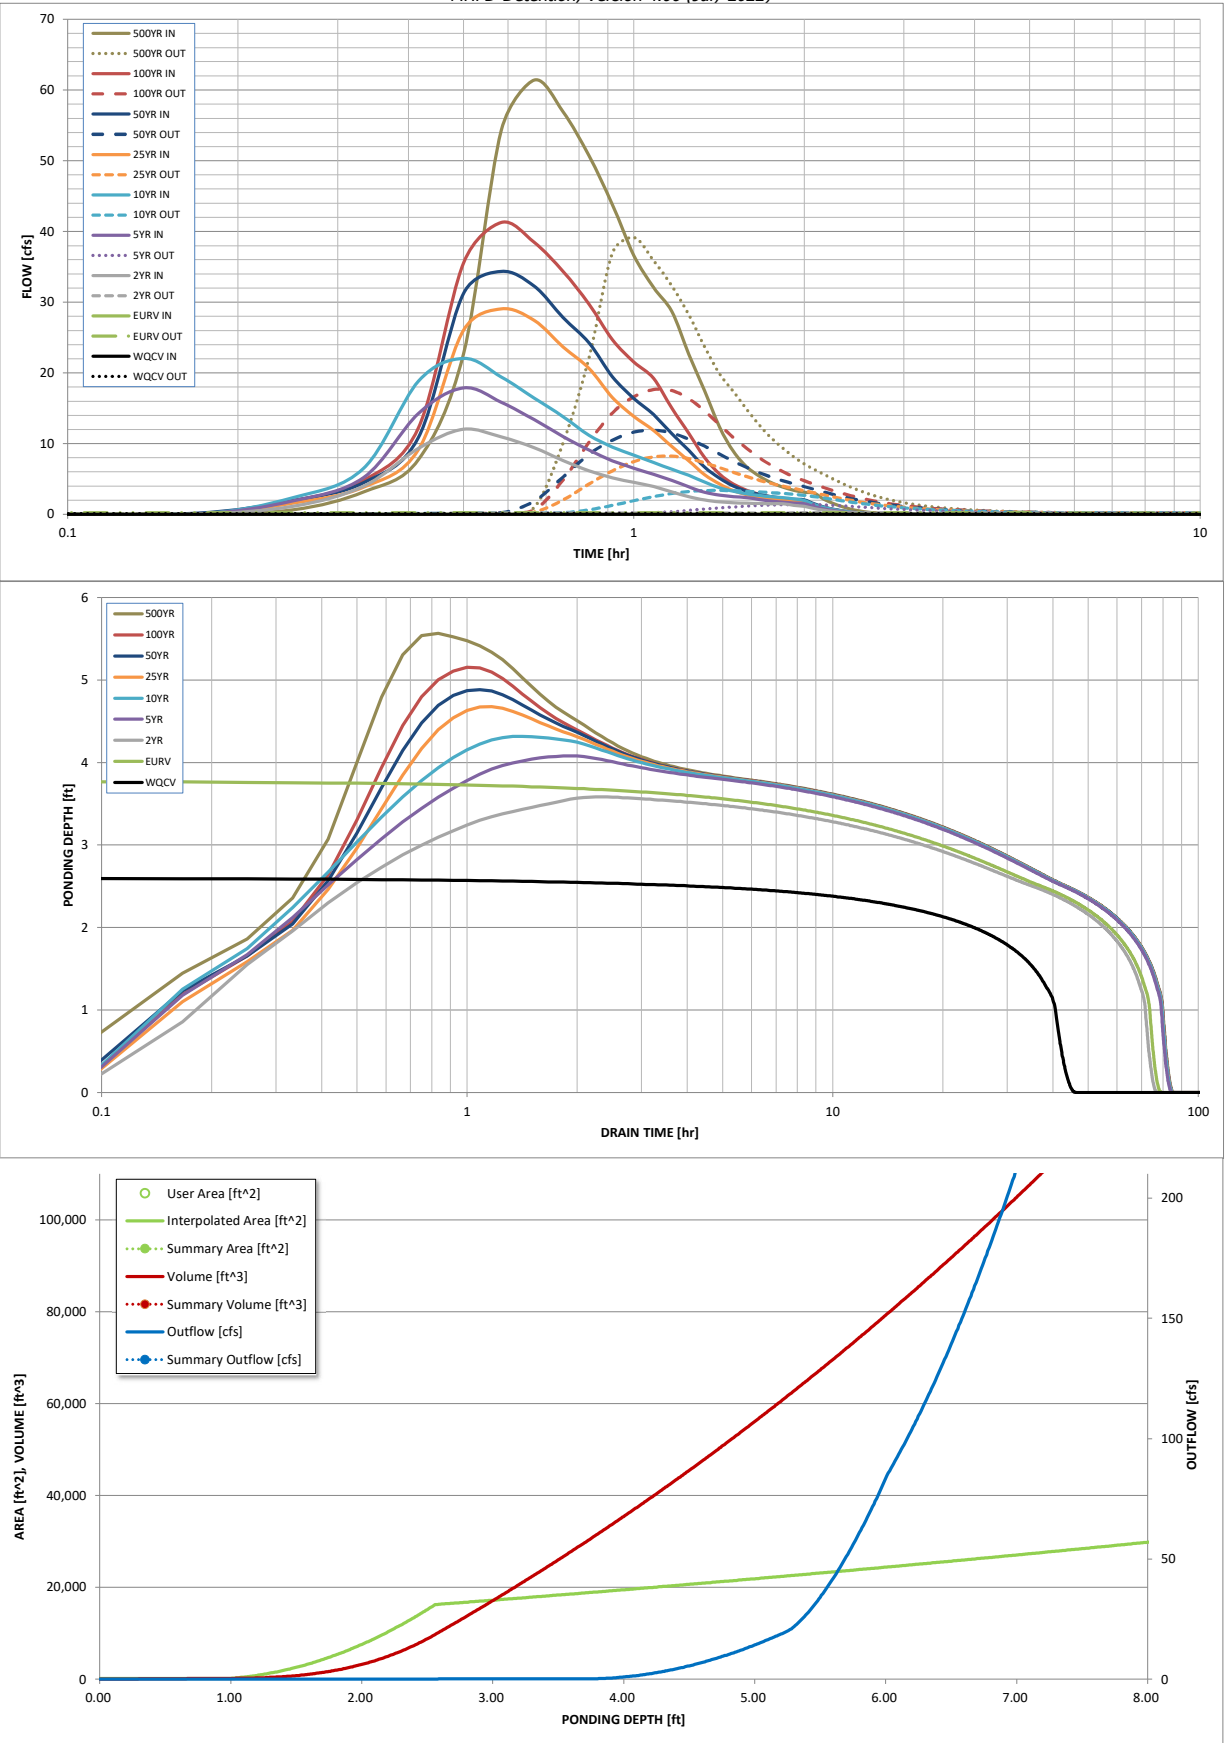 MHFD-Detention, Version 4.06 (July 2022)
70
60
50
40
30
20
10
0
FLOW [cfs]
500YR IN
500YR OUT
100YR IN
100YR OUT
50YR IN
50YR OUT
25YR IN
25YR OUT
10YR IN
10YR OUT
5YR IN
5YR OUT
2YR IN
2YR OUT
EURV IN
EURV OUT
WQCV IN
WQCV OUT
0.1
1
10
TIME [hr]
6
5
4
3
2
1
0
PONDING DEPTH [ft]
500YR
100YR
50YR
25YR
10YR
5YR
2YR
EURV
WQCV
0.1
1
10
100
DRAIN TIME [hr]
100,000
80,000
60,000
40,000
20,000
0
AREA [ft^2], VOLUME [ft^3]
User Area [ft^2]
Interpolated Area [ft^2]
Summary Area [ft^2]
Volume [ft^3]
Summary Volume [ft^3]
Outflow [cfs]
Summary Outflow [cfs]
200
150
100
50
0
OUTFLOW [cfs]
0.00
1.00
2.00
3.00
4.00
5.00
6.00
7.00
8.00
PONDING DEPTH [ft]